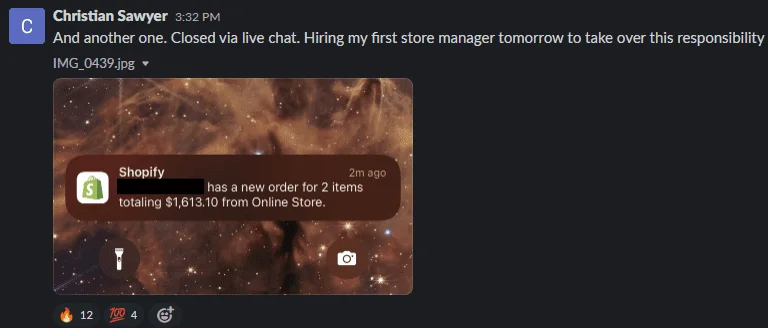 C
Christian Sawyer 3:32 PM
And another one. Closed via live chat. Hiring my first store manager tomorrow to take over this responsibility
IMG_0439.jpg
Shopify 2m ago
S
has a new order for 2 items
totaling $1,613.10 from Online Store.
🔥 12 💯 4